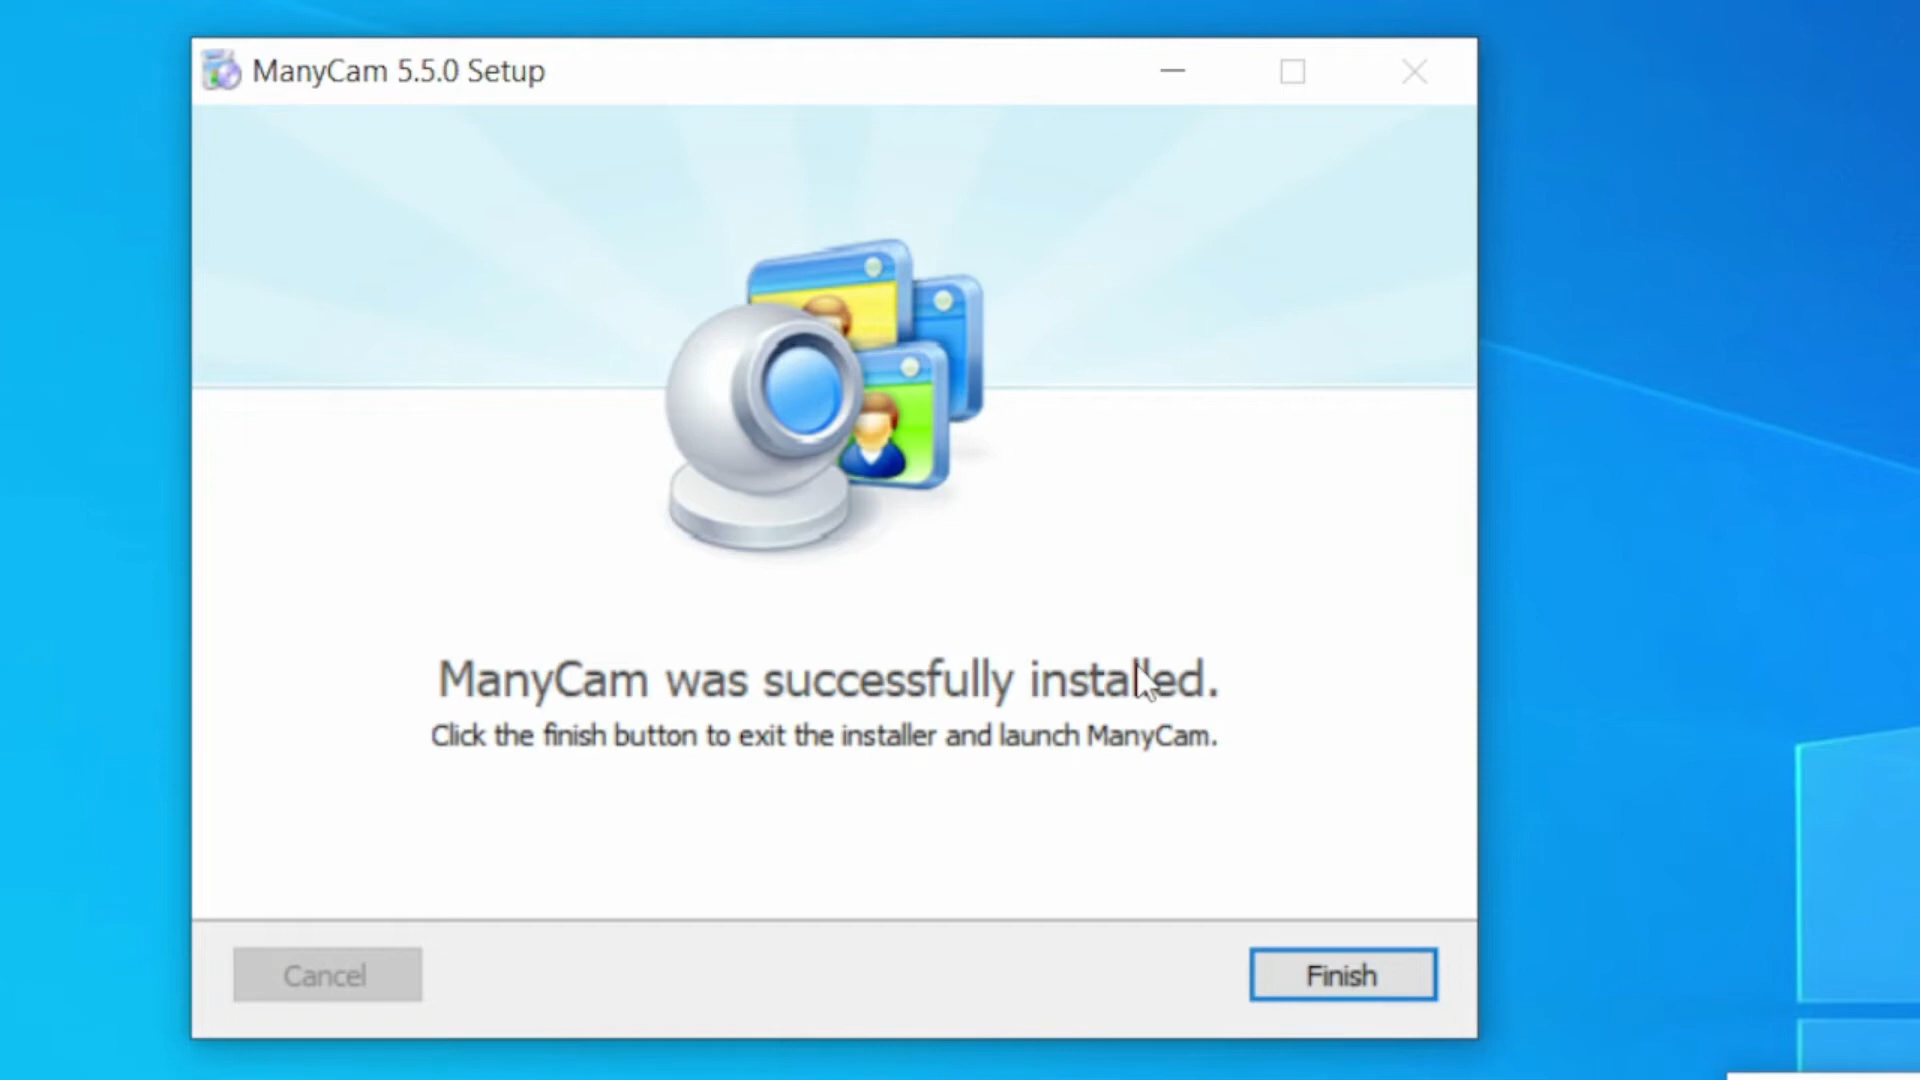 ManyCam 5.5.0 Setup
ManyCam was successfully installed.
Click the finish button to exit the installer and launch ManyCam.
Cancel
Finish